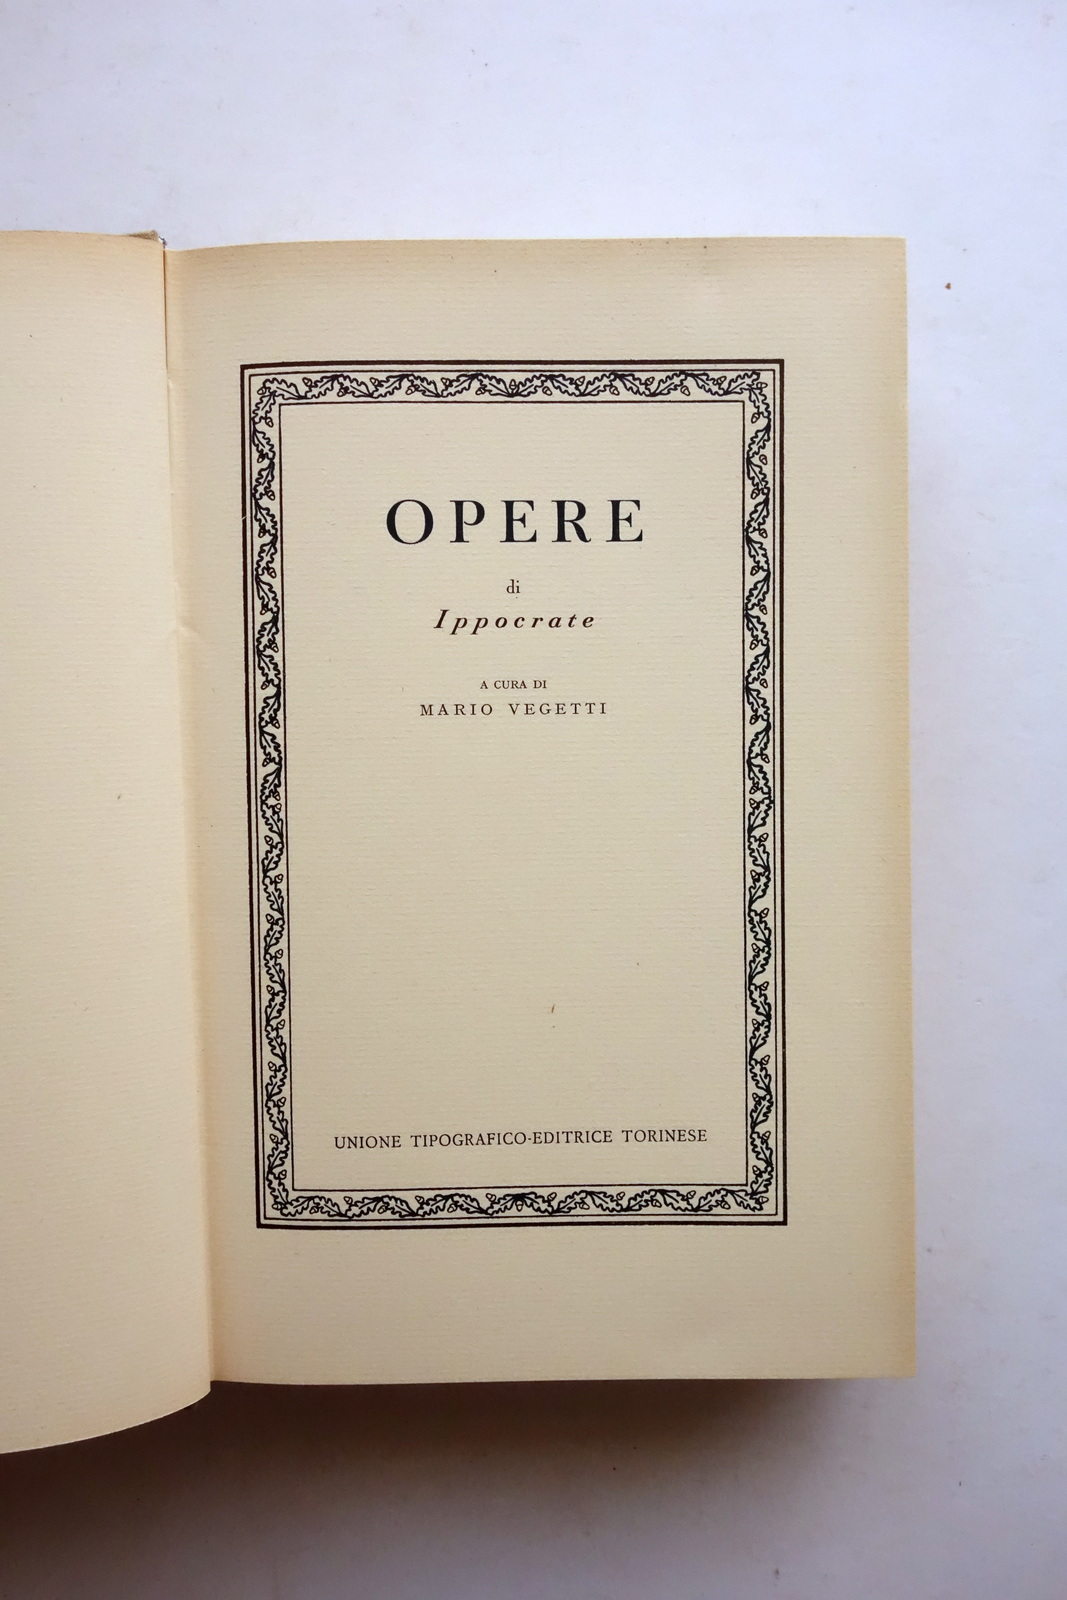 OPERE
di
Ippocrate
A CURA DI
MARIO VEGETTI
UNIONE TIPOGRAFICO-EDITRICE TORINESE